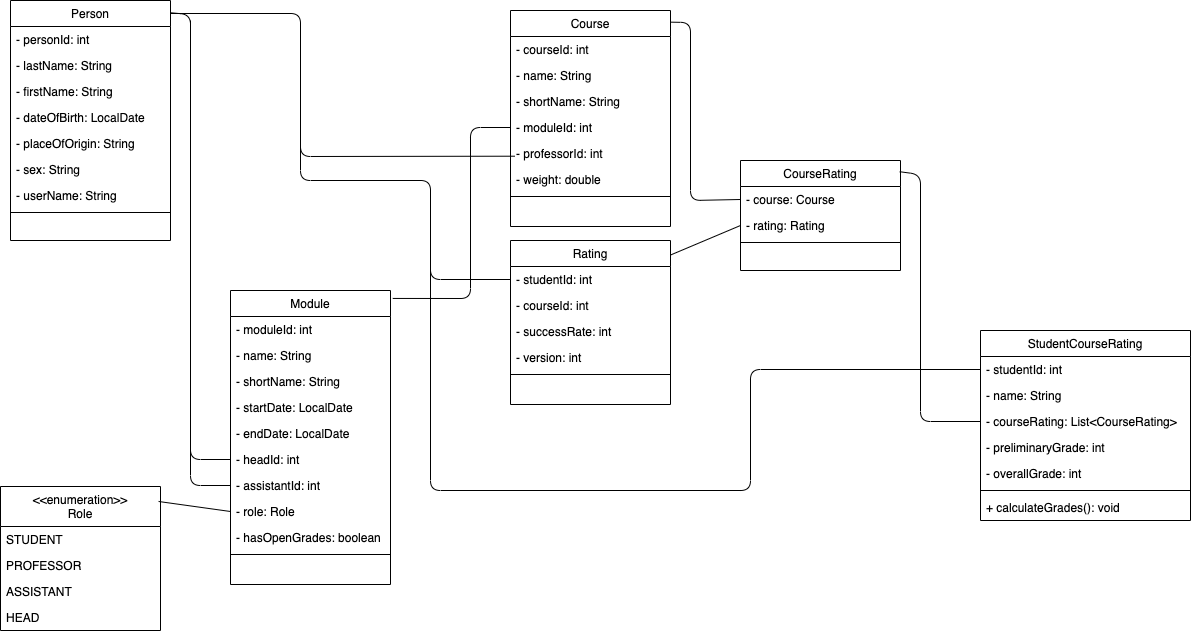 Person
- personId: int
- lastName: String
- firstName: String
- dateOfBirth: LocalDate
- placeOfOrigin: String
- sex: String
- userName: String
Course
- courseId: int
- name: String
- shortName: String
- moduleId: int
- professorId: int
- weight: double
CourseRating
- course: Course
- rating: Rating
Rating
- studentId: int
- courseId: int
- successRate: int
- version: int
Module
- moduleId: int
- name: String
- shortName: String
- startDate: LocalDate
- endDate: LocalDate
- headId: int
- assistantId: int
- role: Role
- hasOpenGrades: boolean
StudentCourseRating
- studentId: int
- name: String
- courseRating: List<CourseRating>
- preliminaryGrade: int
- overallGrade: int
+ calculateGrades(): void
<<enumeration>>
Role
STUDENT
PROFESSOR
ASSISTANT
HEAD